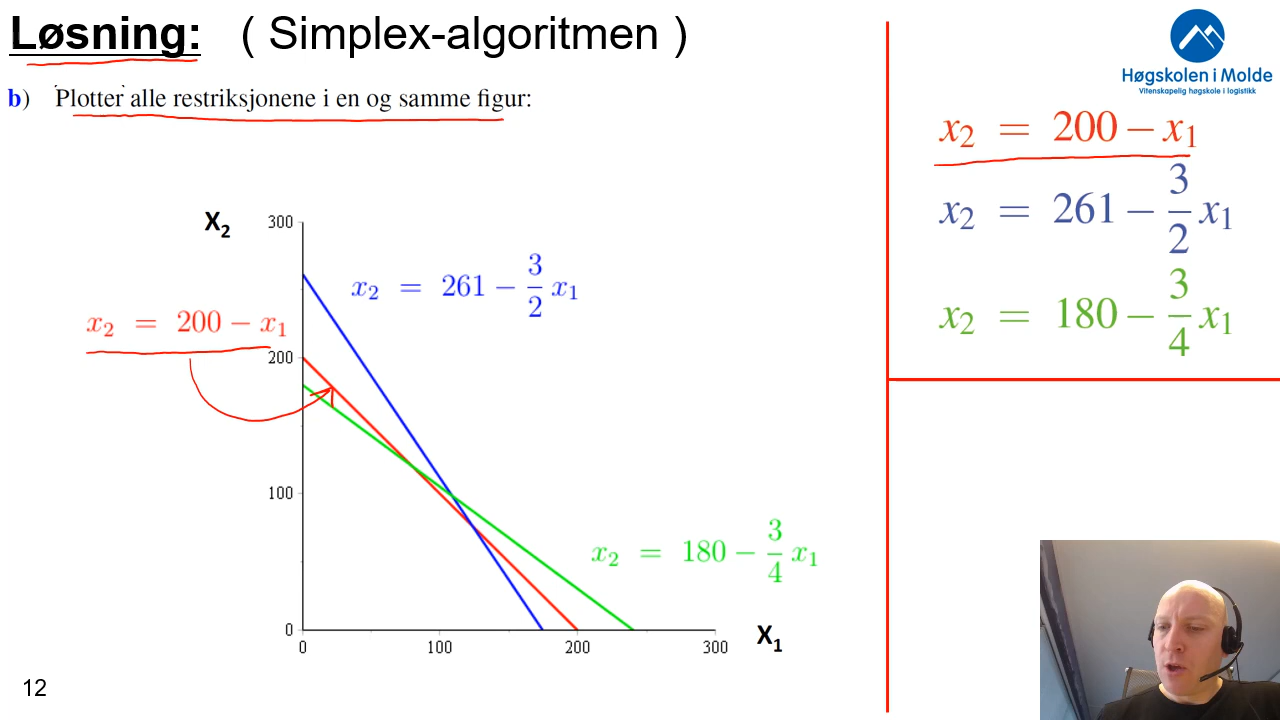 Løsning: ( Simplex-algoritmen )
b) Plotter alle restriksjonene i en og samme figur:
Høgskolen i Molde
Vitenskapelig høgskole i logistikk
x₂ = 200 − x₁
x₂ = 261 − 3/2 x₁
x₂ = 180 − 3/4 x₁
X₂
300
x₂ = 261 − 3/2 x₁
x₂ = 200 − x₁
200
100
x₂ = 180 − 3/4 x₁
0
X₁
0 100 200 300
12